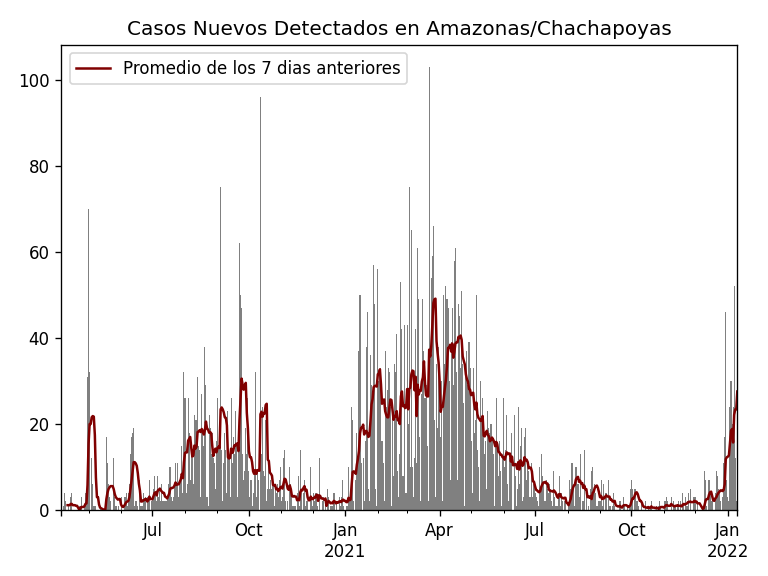 Casos Nuevos Detectados en Amazonas/Chachapoyas
Promedio de los 7 dias anteriores
100
80
60
40
20
0
Jul
Oct
Jan
2021
Apr
Jul
Oct
Jan
2022